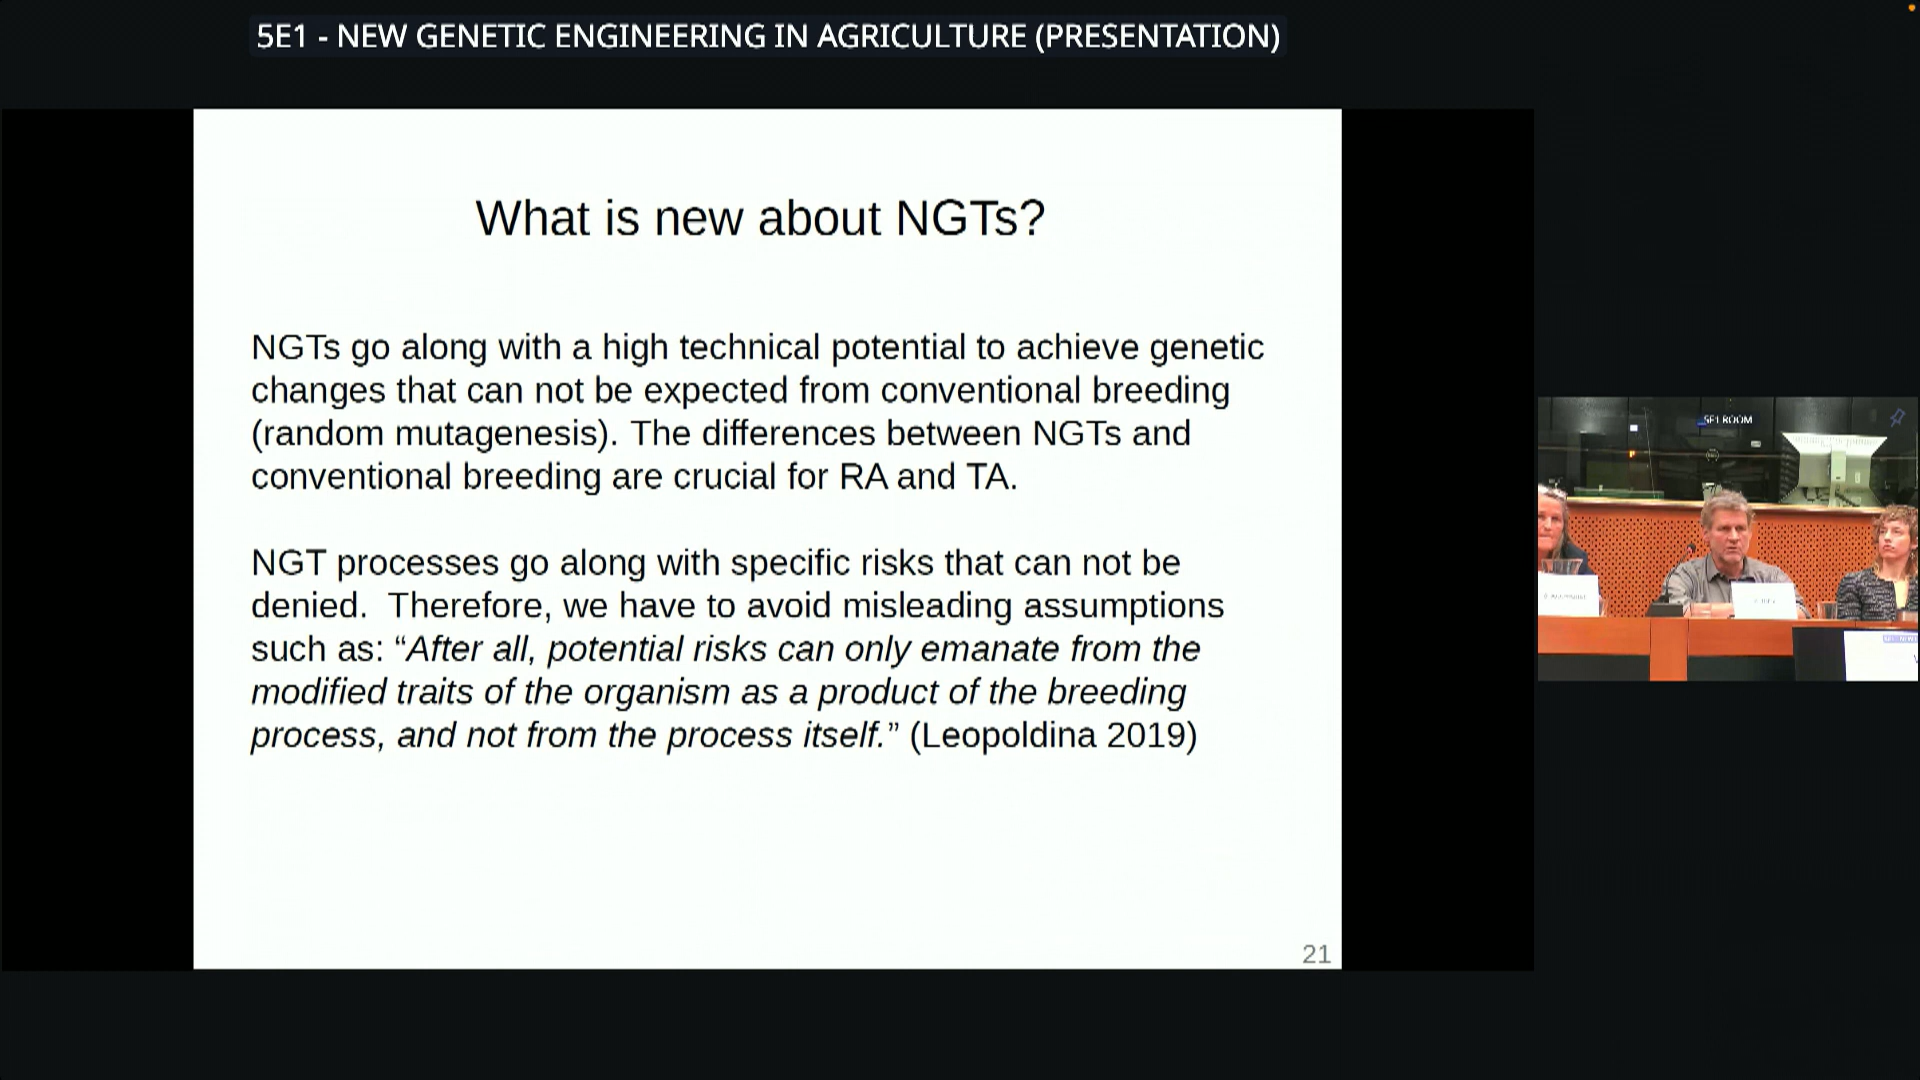 5E1 - NEW GENETIC ENGINEERING IN AGRICULTURE (PRESENTATION)
What is new about NGTs?
NGTs go along with a high technical potential to achieve genetic
changes that can not be expected from conventional breeding
(random mutagenesis). The differences between NGTs and
conventional breeding are crucial for RA and TA.
NGT processes go along with specific risks that can not be
denied.  Therefore, we have to avoid misleading assumptions
such as: “After all, potential risks can only emanate from the
modified traits of the organism as a product of the breeding
process, and not from the process itself.” (Leopoldina 2019)
21
5E1 ROOM